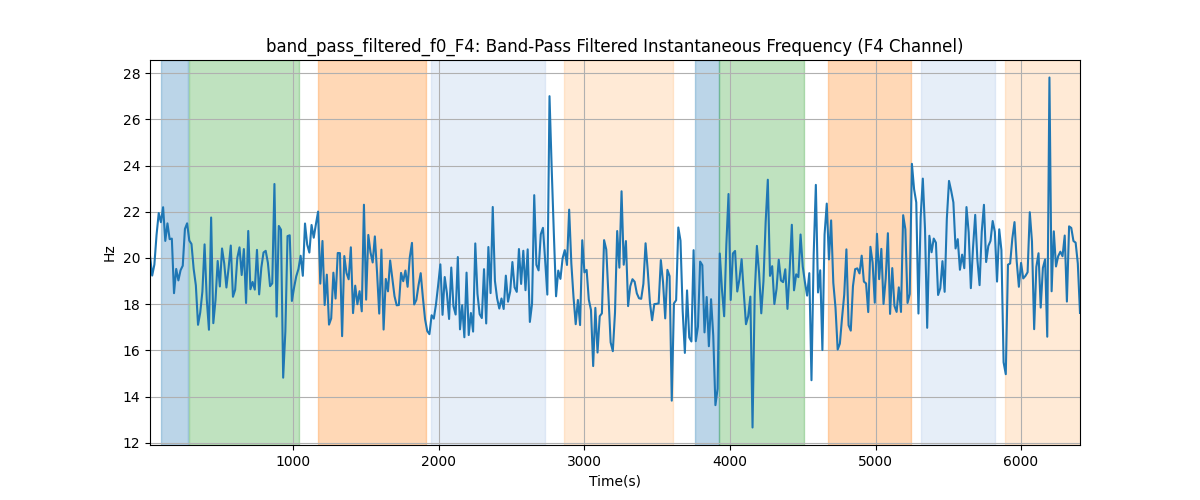 band_pass_filtered_f0_F4: Band-Pass Filtered Instantaneous Frequency (F4 Channel)
28
26
24
22
20
18
16
14
12
Hz
1000 2000 3000 4000 5000 6000
Time(s)